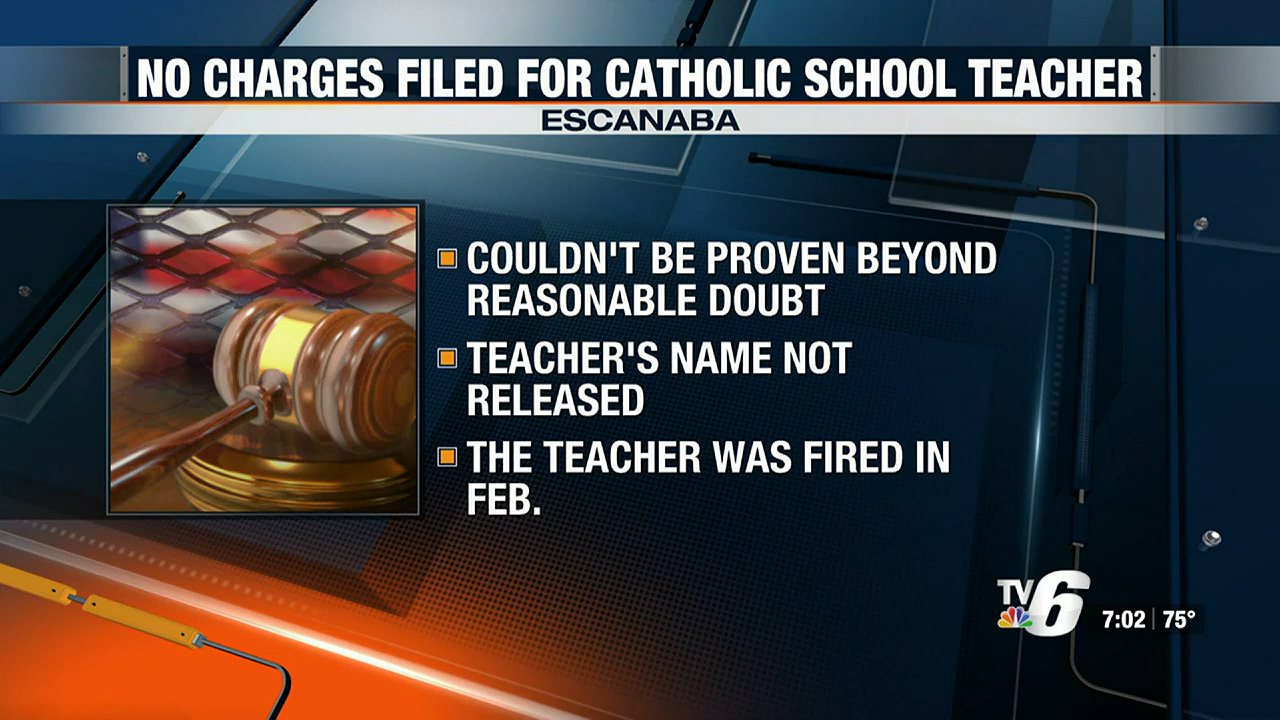 NO CHARGES FILED FOR CATHOLIC SCHOOL TEACHER
ESCANABA
COULDN'T BE PROVEN BEYOND
REASONABLE DOUBT
TEACHER'S NAME NOT
RELEASED
THE TEACHER WAS FIRED IN
FEB.
TV6
7:02 75°